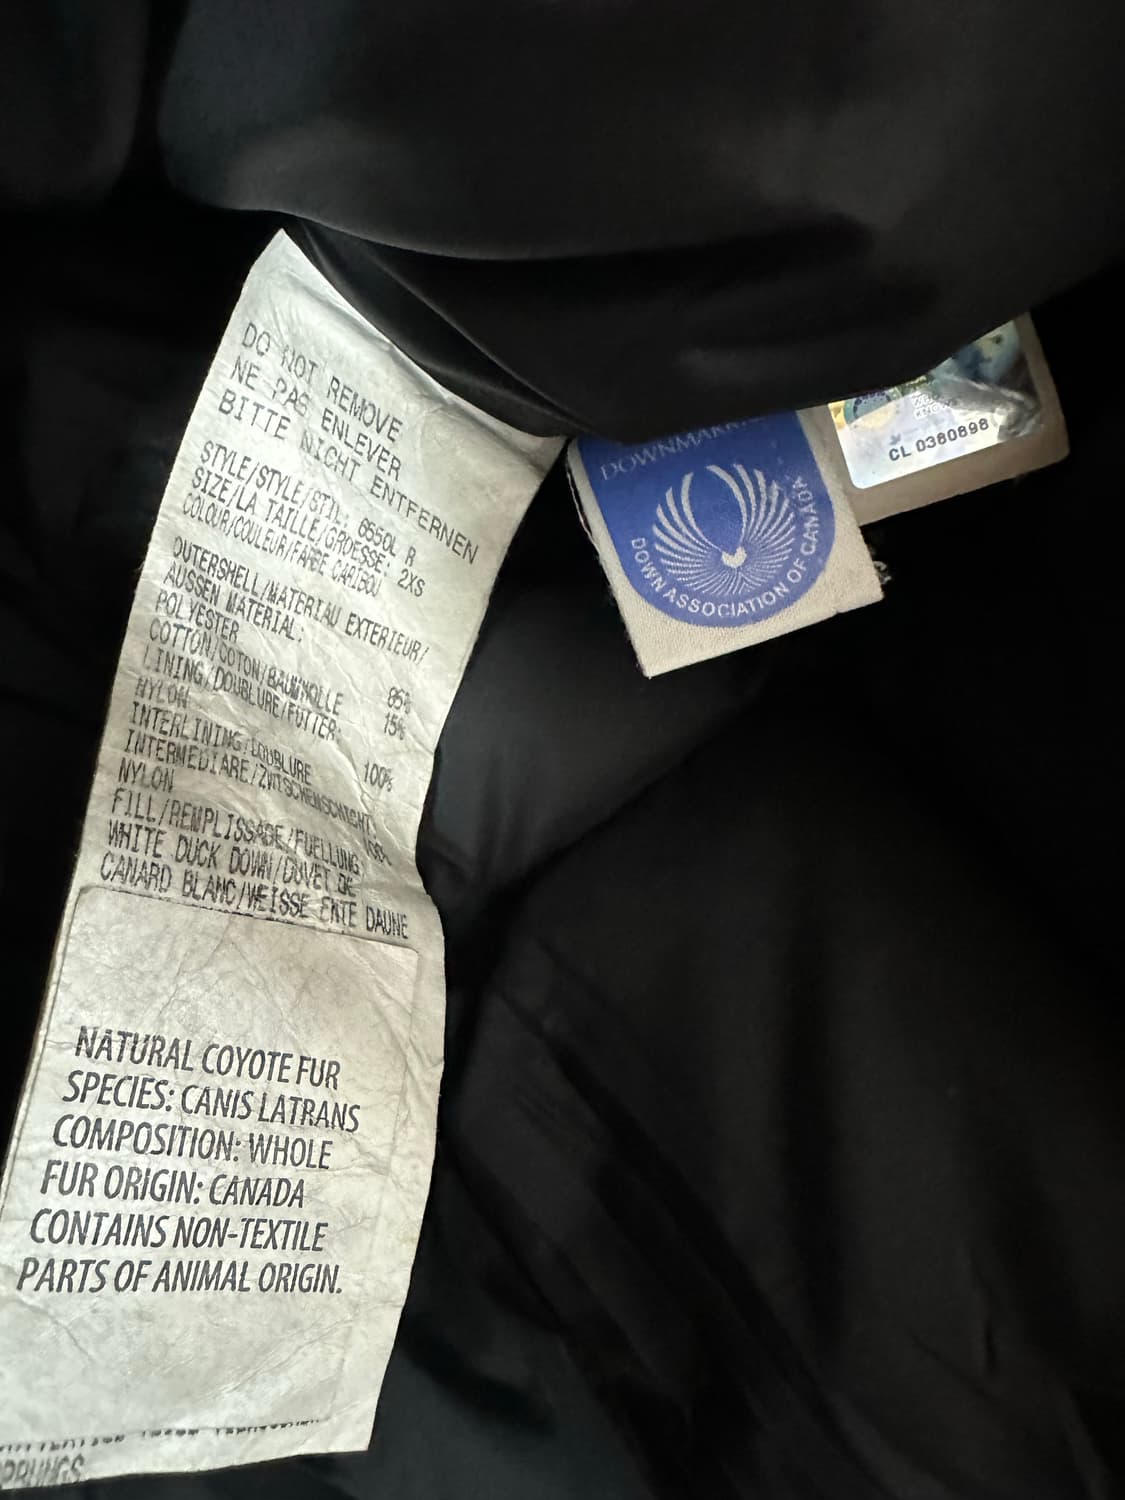 DO NOT REMOVE
NE PAS ENLEVER
BITTE NICHT ENTFERNEN
STYLE/STYLE/STIL: 6550L R
SIZE/LA TAILLE/GROESSE: 2XS
COLOUR/COULEUR/FARBE CARIBOU
OUTERSHELL/MATERIAU EXTERIEUR/
AUSSEN MATERIAL:
POLYESTER 85%
COTTON/COTON/BAUMWOLLE 15%
LINING/DOUBLURE/FUTTER:
NYLON 100%
INTERLINING/DOUBLURE
INTERMEDIARE/ZWISCHENSCHICHT:
NYLON 100%
FILL/REMPLISSAGE/FUELLUNG
WHITE DUCK DOWN/DUVET DE
CANARD BLANC/WEISSE ENTE DAUNE
NATURAL COYOTE FUR
SPECIES: CANIS LATRANS
COMPOSITION: WHOLE
FUR ORIGIN: CANADA
CONTAINS NON-TEXTILE
PARTS OF ANIMAL ORIGIN.
DOWN ASSOCIATION OF CANADA
CL 0380898